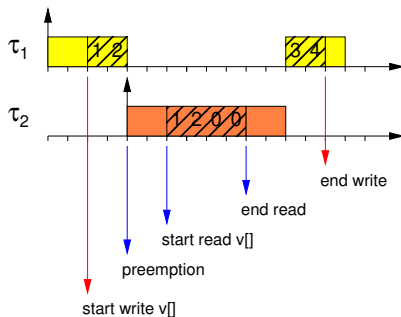 τ1
1 2
3 4
τ2
1 2 0 0
end write
end read
start read v[]
preemption
start write v[]